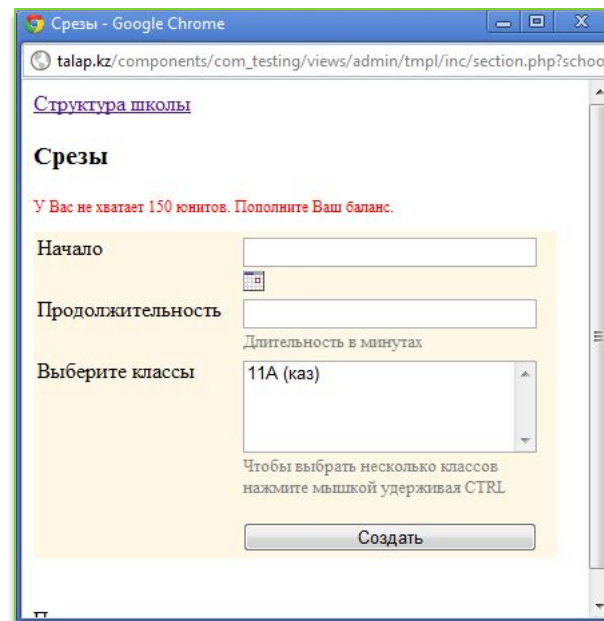 Срезы - Google Chrome
talap.kz/components/com_testing/views/admin/tmpl/inc/section.php?schoo
Структура школы
Срезы
У Вас не хватает 150 юнитов. Пополните Ваш баланс.
Начало
Продолжительность
Длительность в минутах
Выберите классы
11А (каз)
Чтобы выбрать несколько классов
нажмите мышкой удерживая CTRL
Создать